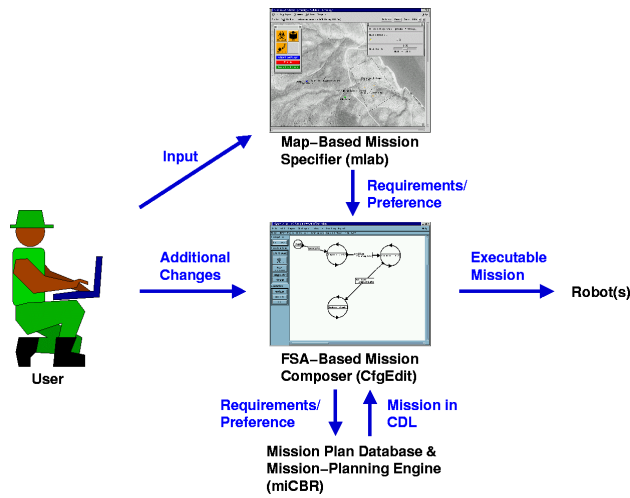 Map-Based Mission
Specifier (mlab)
Input
Requirements/
Preference
Additional
Changes
Executable
Mission
Robot(s)
User
FSA-Based Mission
Composer (CfgEdit)
Requirements/
Preference
Mission in
CDL
Mission Plan Database &
Mission-Planning Engine
(miCBR)